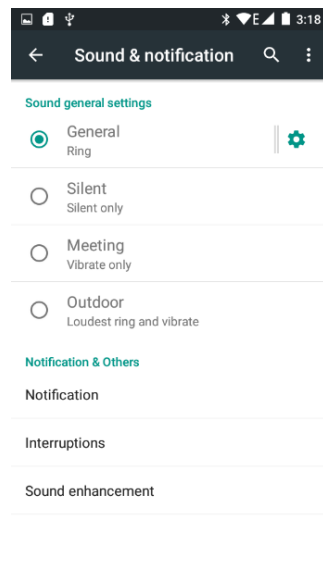 E 3:18
Sound & notification
Sound general settings
General
Ring
Silent
Silent only
Meeting
Vibrate only
Outdoor
Loudest ring and vibrate
Notification & Others
Notification
Interruptions
Sound enhancement